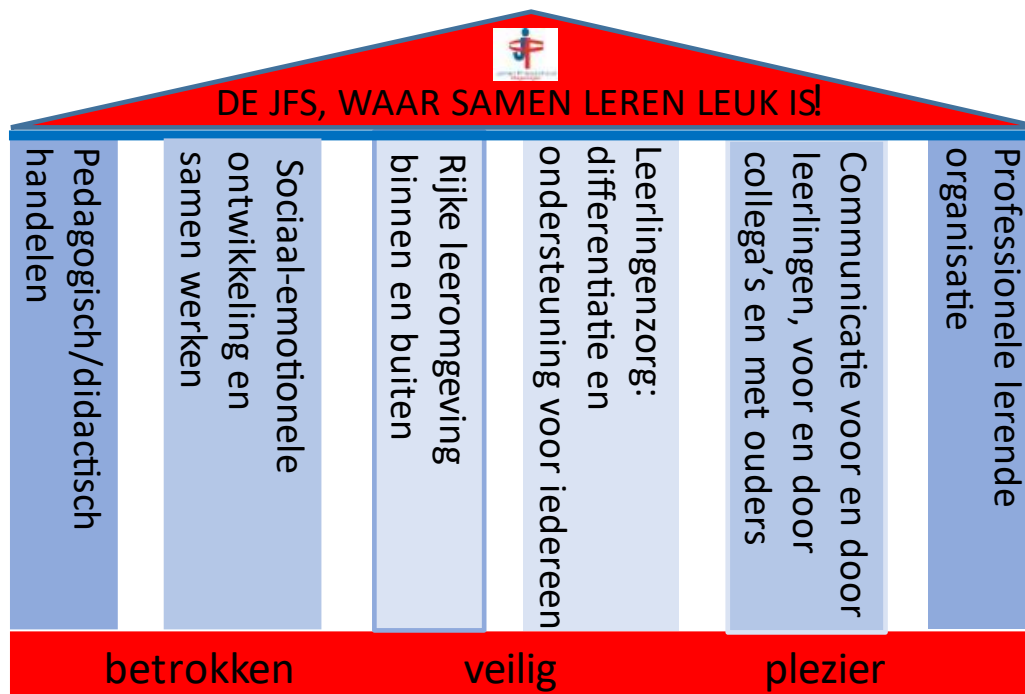 DE JFS, WAAR SAMEN LEREN LEUK IS!
Pedagogisch/didactisch
handelen
Sociaal-emotionele
ontwikkeling en
samen werken
Rijke leeromgeving
binnen en buiten
Leerlingenzorg:
differentiatie en
ondersteuning voor iedereen
Communicatie voor en door
leerlingen, voor en door
collega's en met ouders
Professionele lerende
organisatie
betrokken veilig plezier